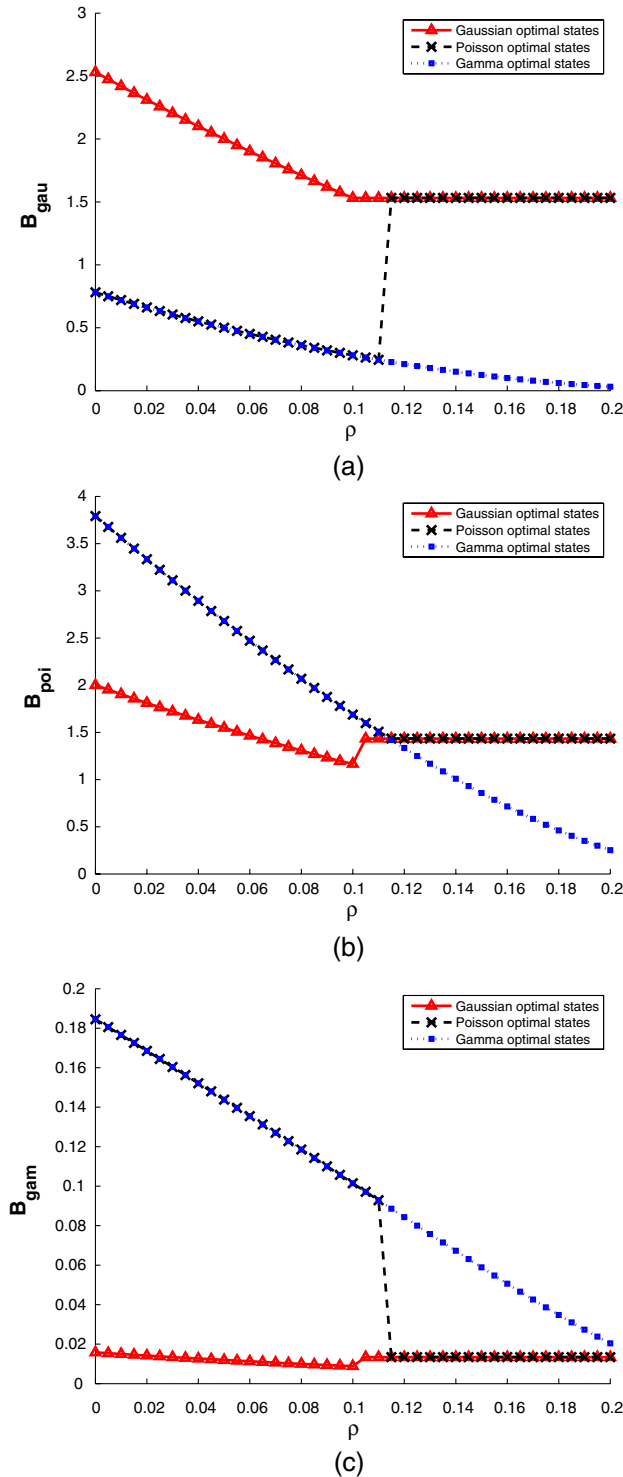 3
2.5
2
1.5
1
0.5
0
B_gau
Gaussian optimal states
Poisson optimal states
Gamma optimal states
0 0.02 0.04 0.06 0.08 0.1 0.12 0.14 0.16 0.18 0.2
ρ
(a)
4
3.5
3
2.5
2
1.5
1
0.5
0
B_poi
Gaussian optimal states
Poisson optimal states
Gamma optimal states
0 0.02 0.04 0.06 0.08 0.1 0.12 0.14 0.16 0.18 0.2
ρ
(b)
0.2
0.18
0.16
0.14
0.12
0.1
0.08
0.06
0.04
0.02
0
B_gam
Gaussian optimal states
Poisson optimal states
Gamma optimal states
0 0.02 0.04 0.06 0.08 0.1 0.12 0.14 0.16 0.18 0.2
ρ
(c)